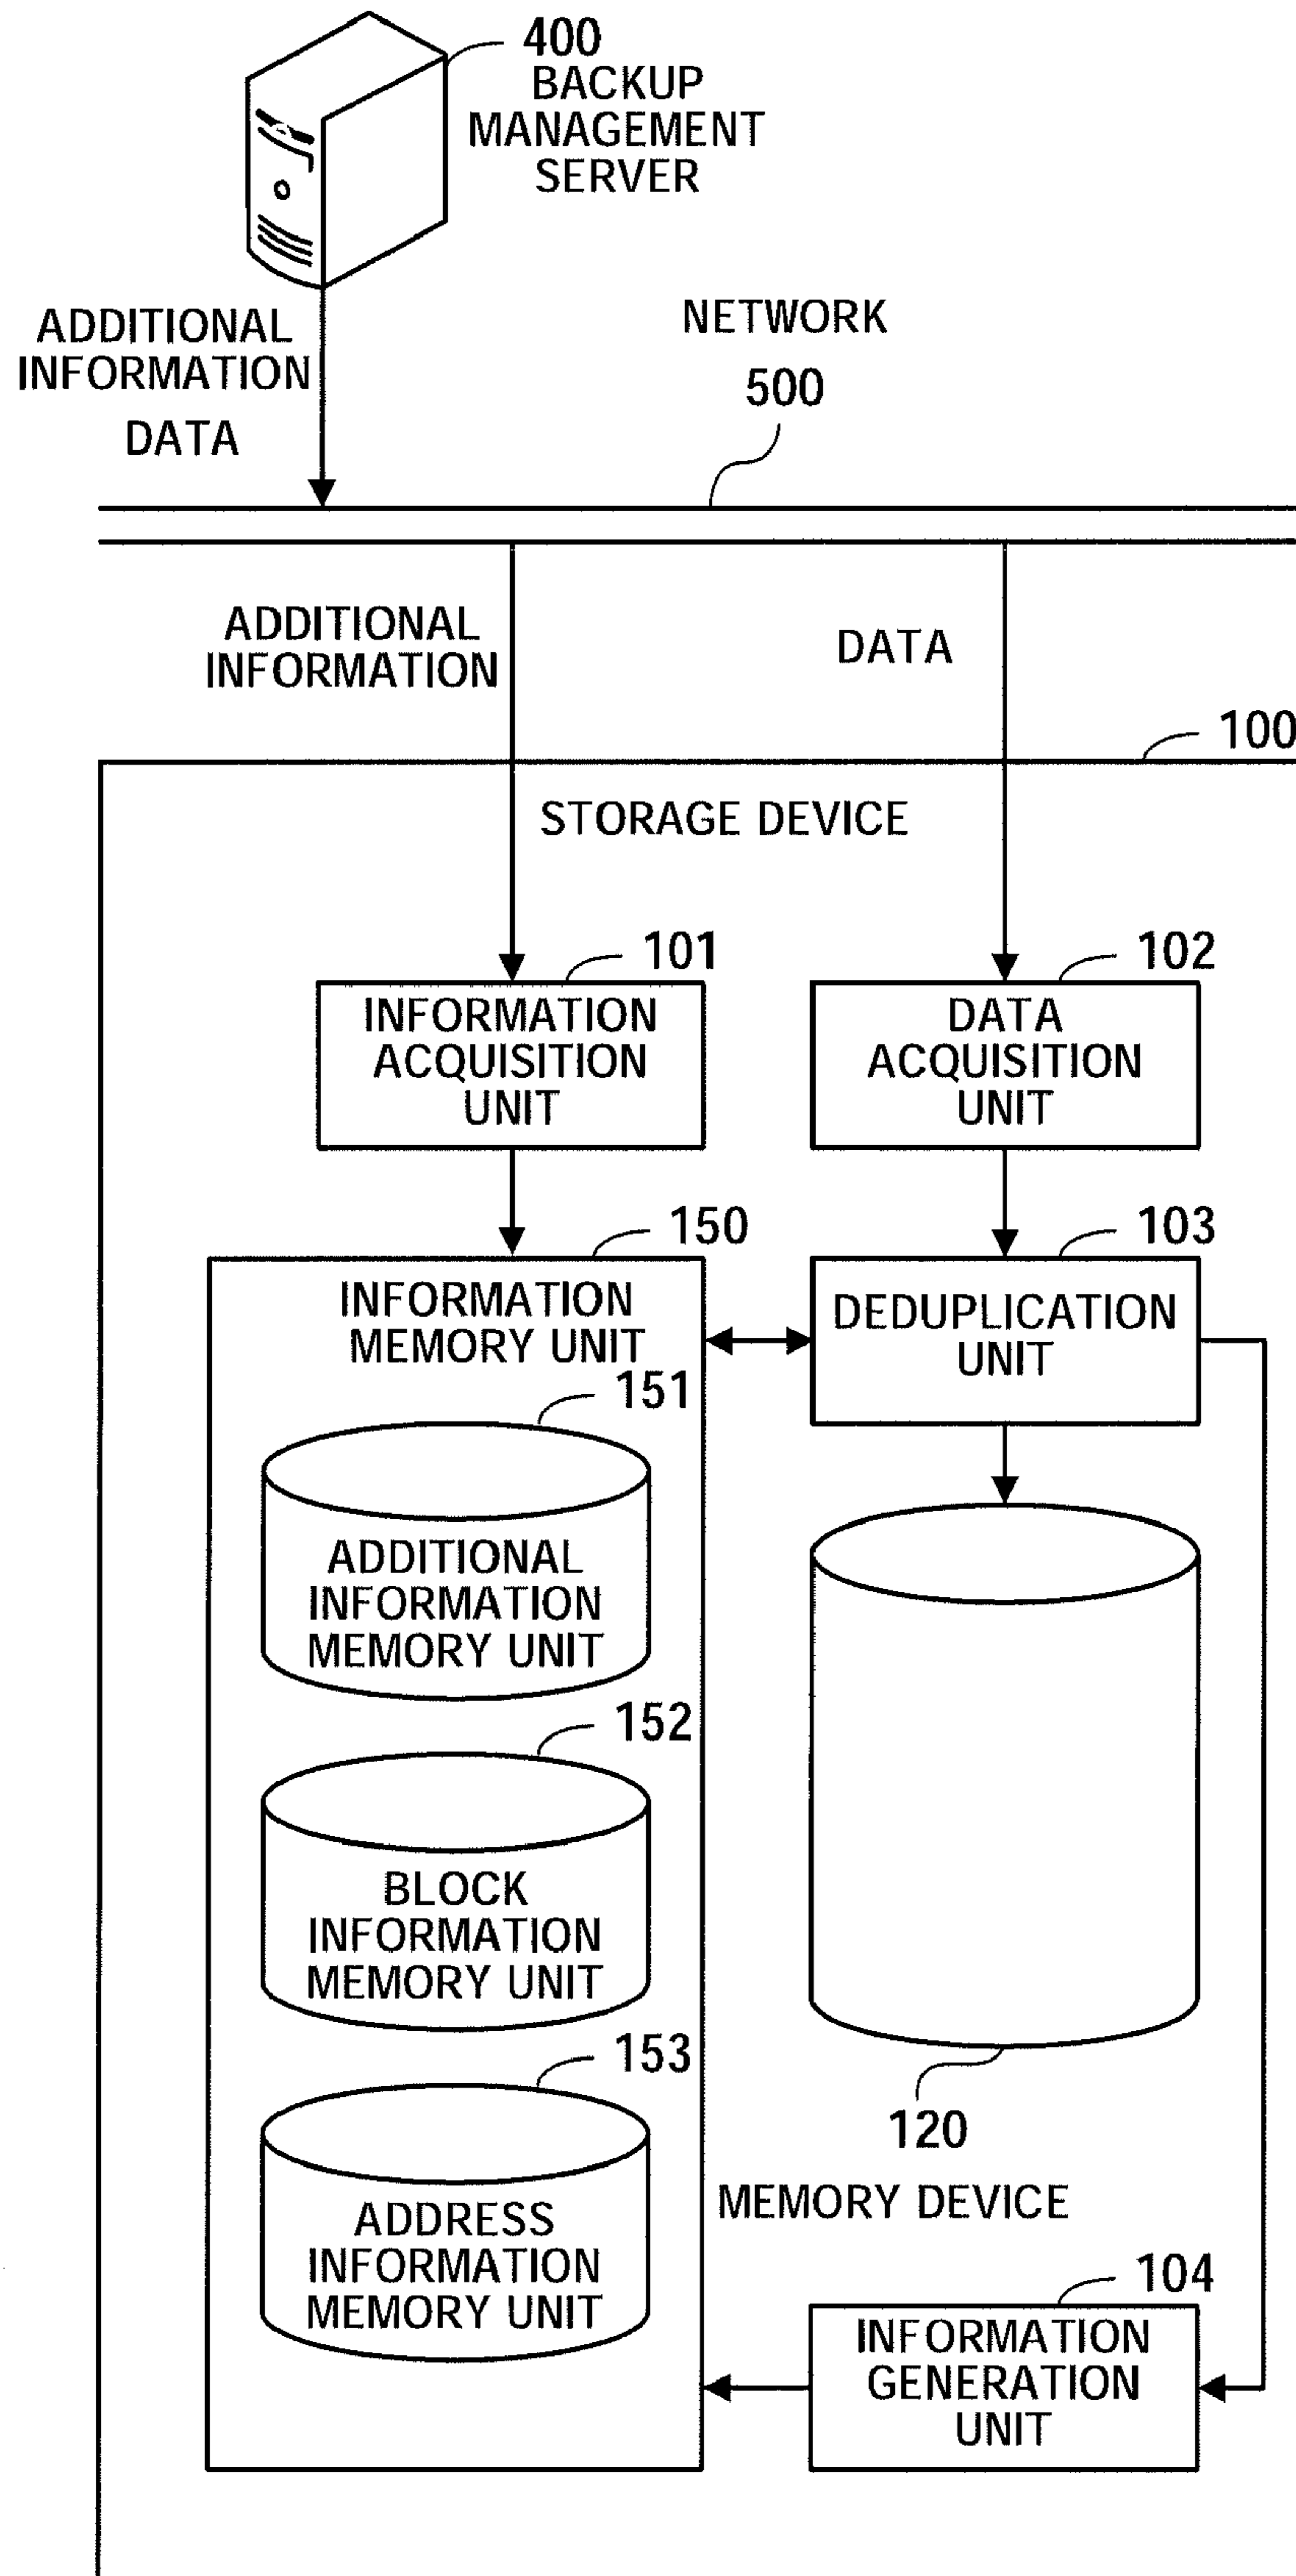 400
BACKUP
MANAGEMENT
SERVER
ADDITIONAL
INFORMATION
DATA
NETWORK
500
ADDITIONAL
INFORMATION
DATA
100
STORAGE DEVICE
101
INFORMATION
ACQUISITION
UNIT
102
DATA
ACQUISITION
UNIT
150
INFORMATION
MEMORY UNIT
103
DEDUPLICATION
UNIT
151
ADDITIONAL
INFORMATION
MEMORY UNIT
152
BLOCK
INFORMATION
MEMORY UNIT
153
ADDRESS
INFORMATION
MEMORY UNIT
120
MEMORY DEVICE
104
INFORMATION
GENERATION
UNIT